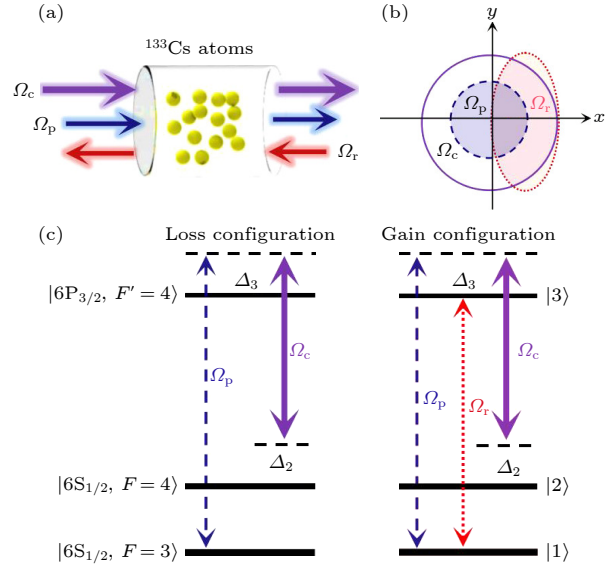 (a)
(b)
¹³³Cs atoms
y
Ωc
Ωp
Ωr
Ωp
Ωr
Ωc
x
(c)
Loss configuration
Gain configuration
Δ3
Δ3
|6P3/2, F′ = 4⟩
|3⟩
Ωc
Ωc
Ωp
Ωr
Ωp
Δ2
Δ2
|6S1/2, F = 4⟩
|2⟩
|6S1/2, F = 3⟩
|1⟩